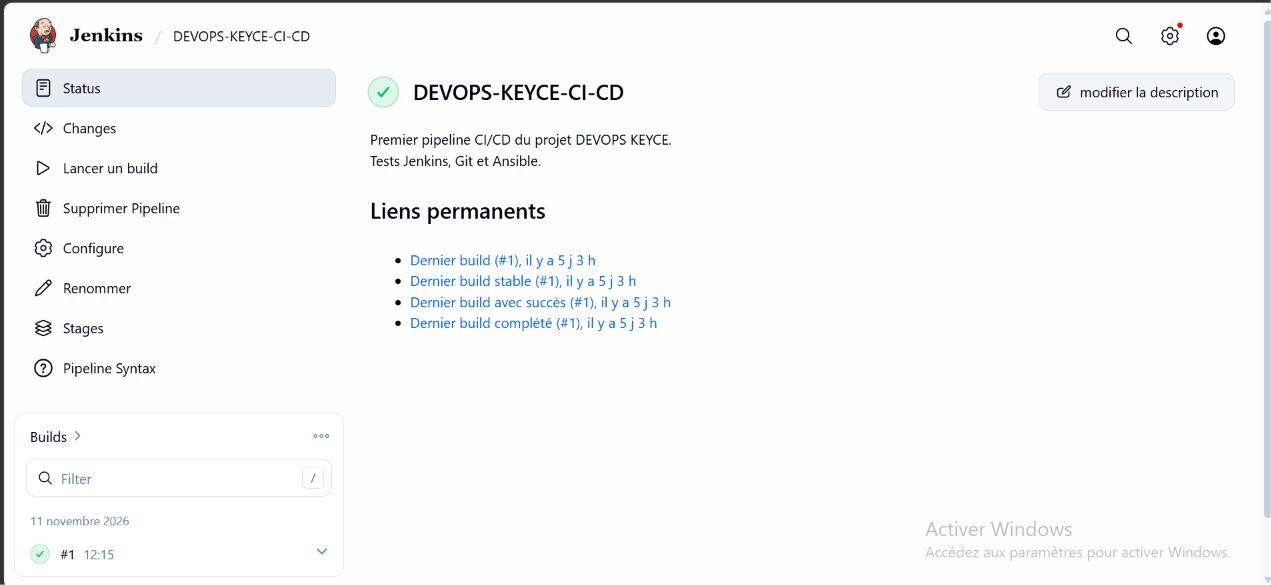 Jenkins / DEVOPS-KEYCE-CI-CD
Status
Changes
Lancer un build
Supprimer Pipeline
Configure
Renommer
Stages
Pipeline Syntax
Builds
Filter /
11 novembre 2026
#1 12:15
DEVOPS-KEYCE-CI-CD
modifier la description
Premier pipeline CI/CD du projet DEVOPS KEYCE.
Tests Jenkins, Git et Ansible.
Liens permanents
Dernier build (#1), il y a 5 j 3 h
Dernier build stable (#1), il y a 5 j 3 h
Dernier build avec succès (#1), il y a 5 j 3 h
Dernier build complété (#1), il y a 5 j 3 h
Activer Windows
Accédez aux paramètres pour activer Windows.